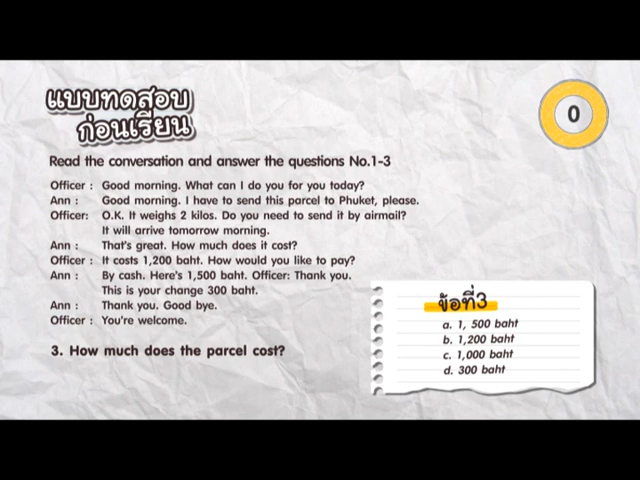 แบบทดสอบ
ก่อนเรียน
0
Read the conversation and answer the questions No.1-3
Officer : Good morning. What can I do you for you today?
Ann : Good morning. I have to send this parcel to Phuket, please.
Officer: O.K. It weighs 2 kilos. Do you need to send it by airmail?
It will arrive tomorrow morning.
Ann : That's great. How much does it cost?
Officer : It costs 1,200 baht. How would you like to pay?
Ann : By cash. Here's 1,500 baht. Officer: Thank you.
This is your change 300 baht.
Ann : Thank you. Good bye.
Officer : You're welcome.
3. How much does the parcel cost?
ข้อที่3
a. 1, 500 baht
b. 1,200 baht
c. 1,000 baht
d. 300 baht